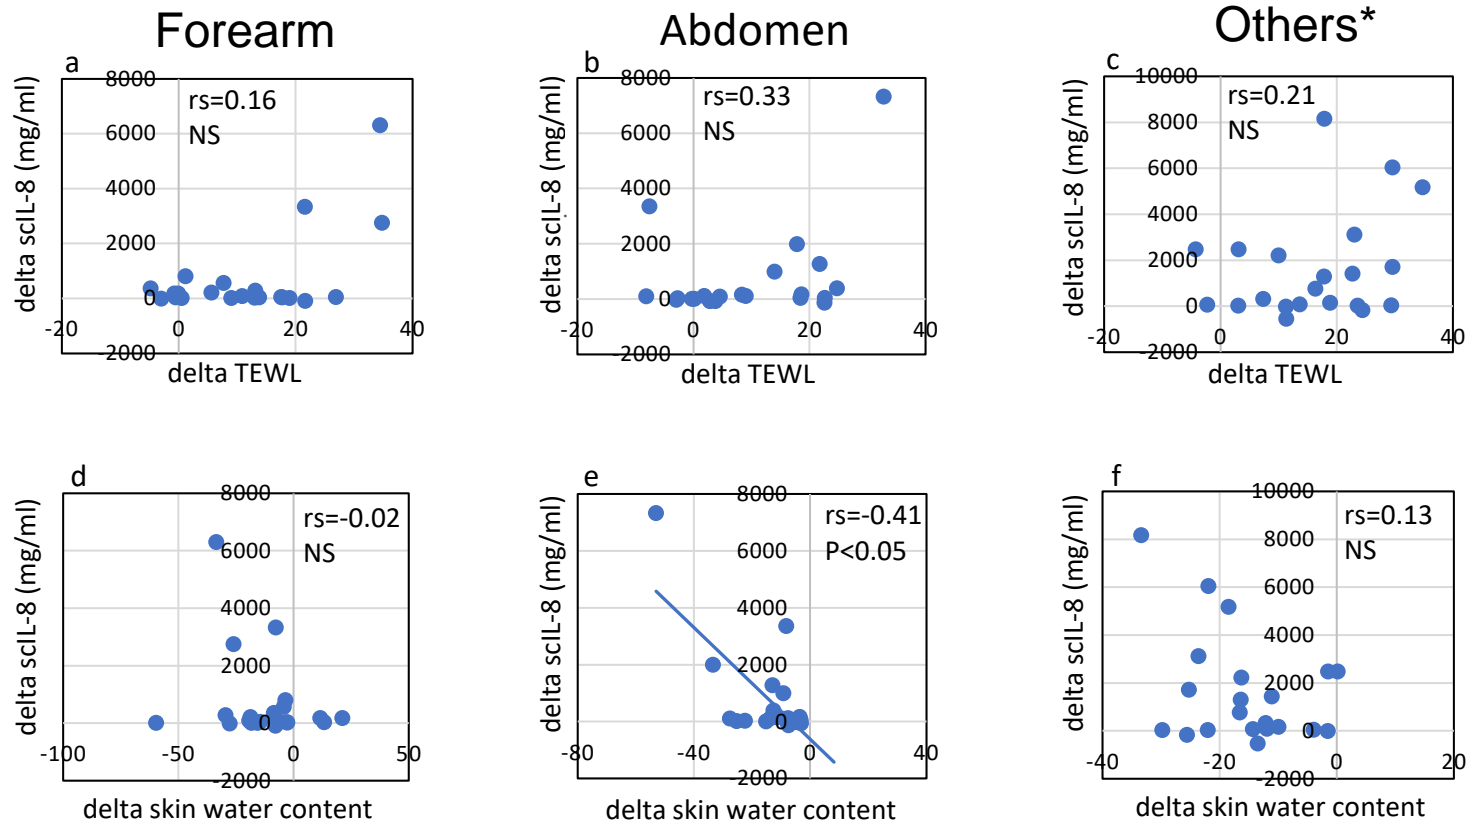 Forearm
Abdomen
Others*
a
delta scIL-8 (mg/ml)
8000
6000
4000
2000
0
-2000
-20
0
20
40
rs=0.16
NS
delta TEWL
b
delta scIL-8 (mg/ml)
8000
6000
4000
2000
0
-2000
-20
0
20
40
rs=0.33
NS
delta TEWL
c
delta scIL-8 (mg/ml)
10000
8000
6000
4000
2000
0
-2000
-20
0
20
40
rs=0.21
NS
delta TEWL
d
delta scIL-8 (mg/ml)
8000
6000
4000
2000
0
-2000
-100
-50
0
50
rs=-0.02
NS
delta skin water content
e
delta scIL-8 (mg/ml)
8000
6000
4000
2000
0
-2000
-80
-40
0
40
rs=-0.41
P<0.05
delta skin water content
f
delta scIL-8 (mg/ml)
10000
8000
6000
4000
2000
0
-2000
-40
-20
0
20
rs=0.13
NS
delta skin water content